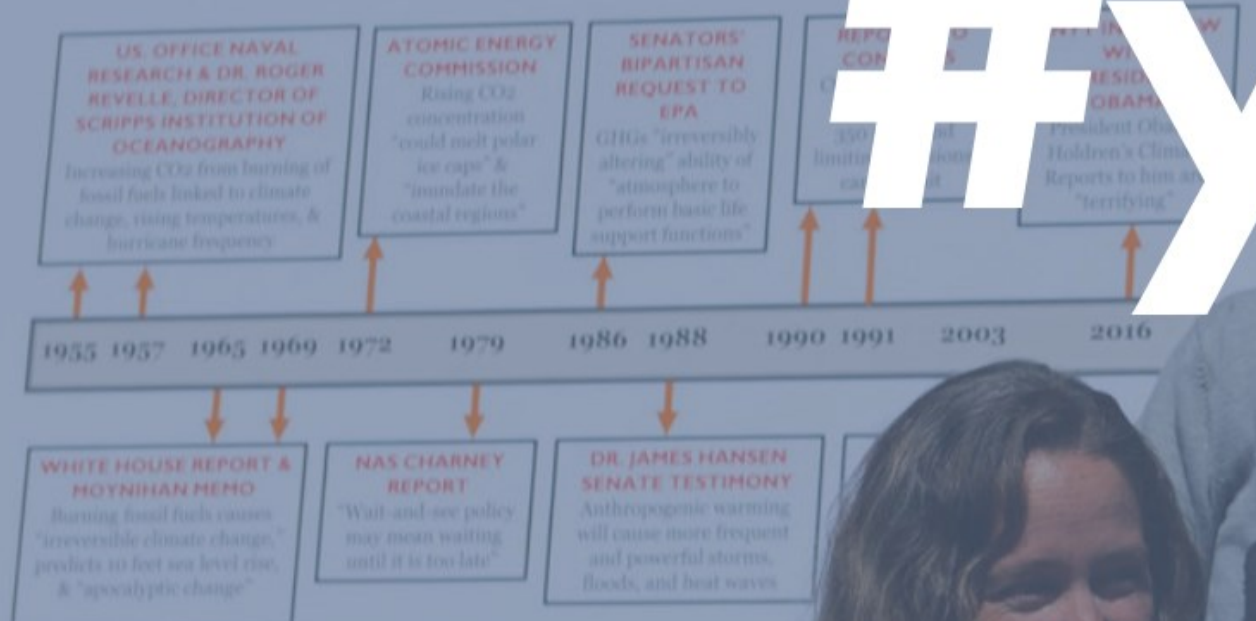 US. OFFICE NAVAL
RESEARCH & DR. ROGER
REVELLE, DIRECTOR OF
SCRIPPS INSTITUTION OF
OCEANOGRAPHY
Increasing CO2 from burning of
fossil fuels linked to climate
change, rising temperatures, &
hurricane frequency
ATOMIC ENERGY
COMMISSION
Rising CO2
concentration
"could melt polar
ice caps" &
"inundate the
coastal regions"
SENATORS'
BIPARTISAN
REQUEST TO
EPA
GHGs "irreversibly
altering" ability of
"atmosphere to
perform basic life
support functions"
350
OBAMA
President
Holdren's
Reports to him
"terrifying"
#y
1955 1957 1965 1969 1972 1979 1986 1988 1990 1991 2003 2016
WHITE HOUSE REPORT &
MOYNIHAN MEMO
Burning fossil fuels causes
"irreversible climate change,"
predicts 10 feet sea level rise,
& "apocalyptic change"
NAS CHARNEY
REPORT
"Wait-and-see policy
may mean waiting
until it is too late"
DR. JAMES HANSEN
SENATE TESTIMONY
Anthropogenic warming
will cause more frequent
and powerful storms,
floods, and heat waves